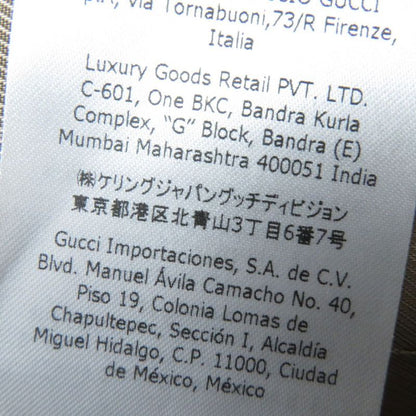 GUCCI
p.A, via Tornabuoni,73/R Firenze,
Italia
Luxury Goods Retail PVT. LTD.
C-601, One BKC, Bandra Kurla
Complex, “G” Block, Bandra (E)
Mumbai Maharashtra 400051 India
㈱ケリングジャパングッチディビジョン
東京都港区北青山3丁目6番7号
Gucci Importaciones, S.A. de C.V.
Blvd. Manuel Ávila Camacho No. 40,
Piso 19, Colonia Lomas de
Chapultepec, Sección I, Alcaldía
Miguel Hidalgo, C.P. 11000, Ciudad
de México, México